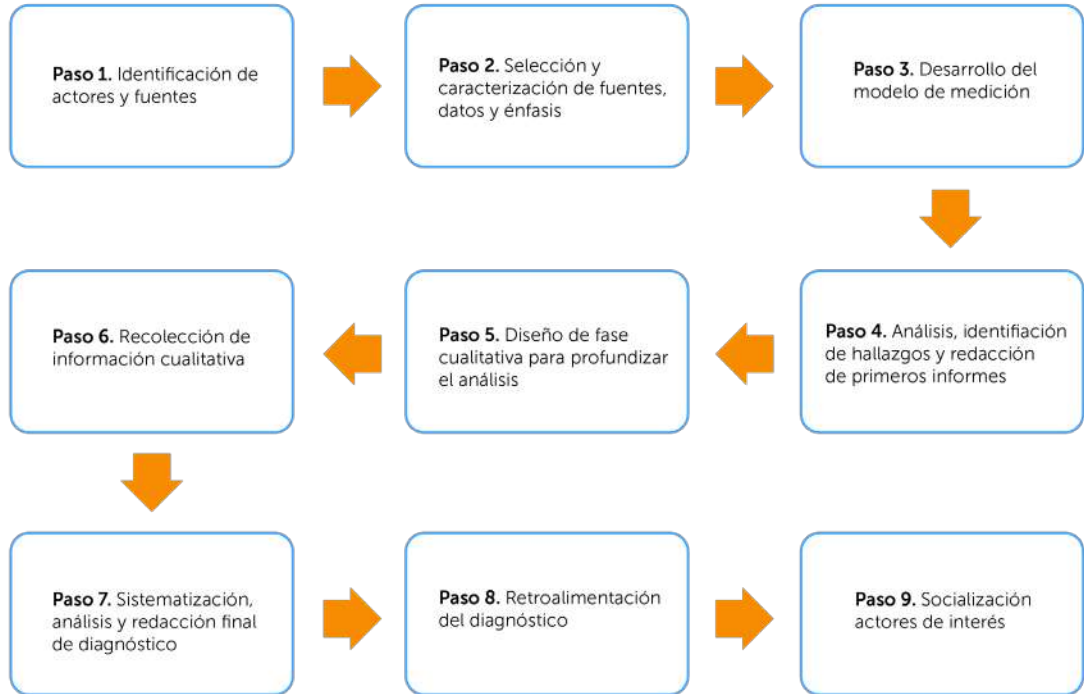 Paso 1. Identificación de
actores y fuentes
Paso 2. Selección y
caracterización de fuentes,
datos y énfasis
Paso 3. Desarrollo del
modelo de medición
Paso 4. Análisis, identifiación
de hallazgos y redacción
de primeros informes
Paso 5. Diseño de fase
cualitativa para profundizar
el análisis
Paso 6. Recolección de
información cualitativa
Paso 7. Sistematización,
análisis y redacción final
de diagnóstico
Paso 8. Retroalimentación
del diagnóstico
Paso 9. Socialización
actores de interés